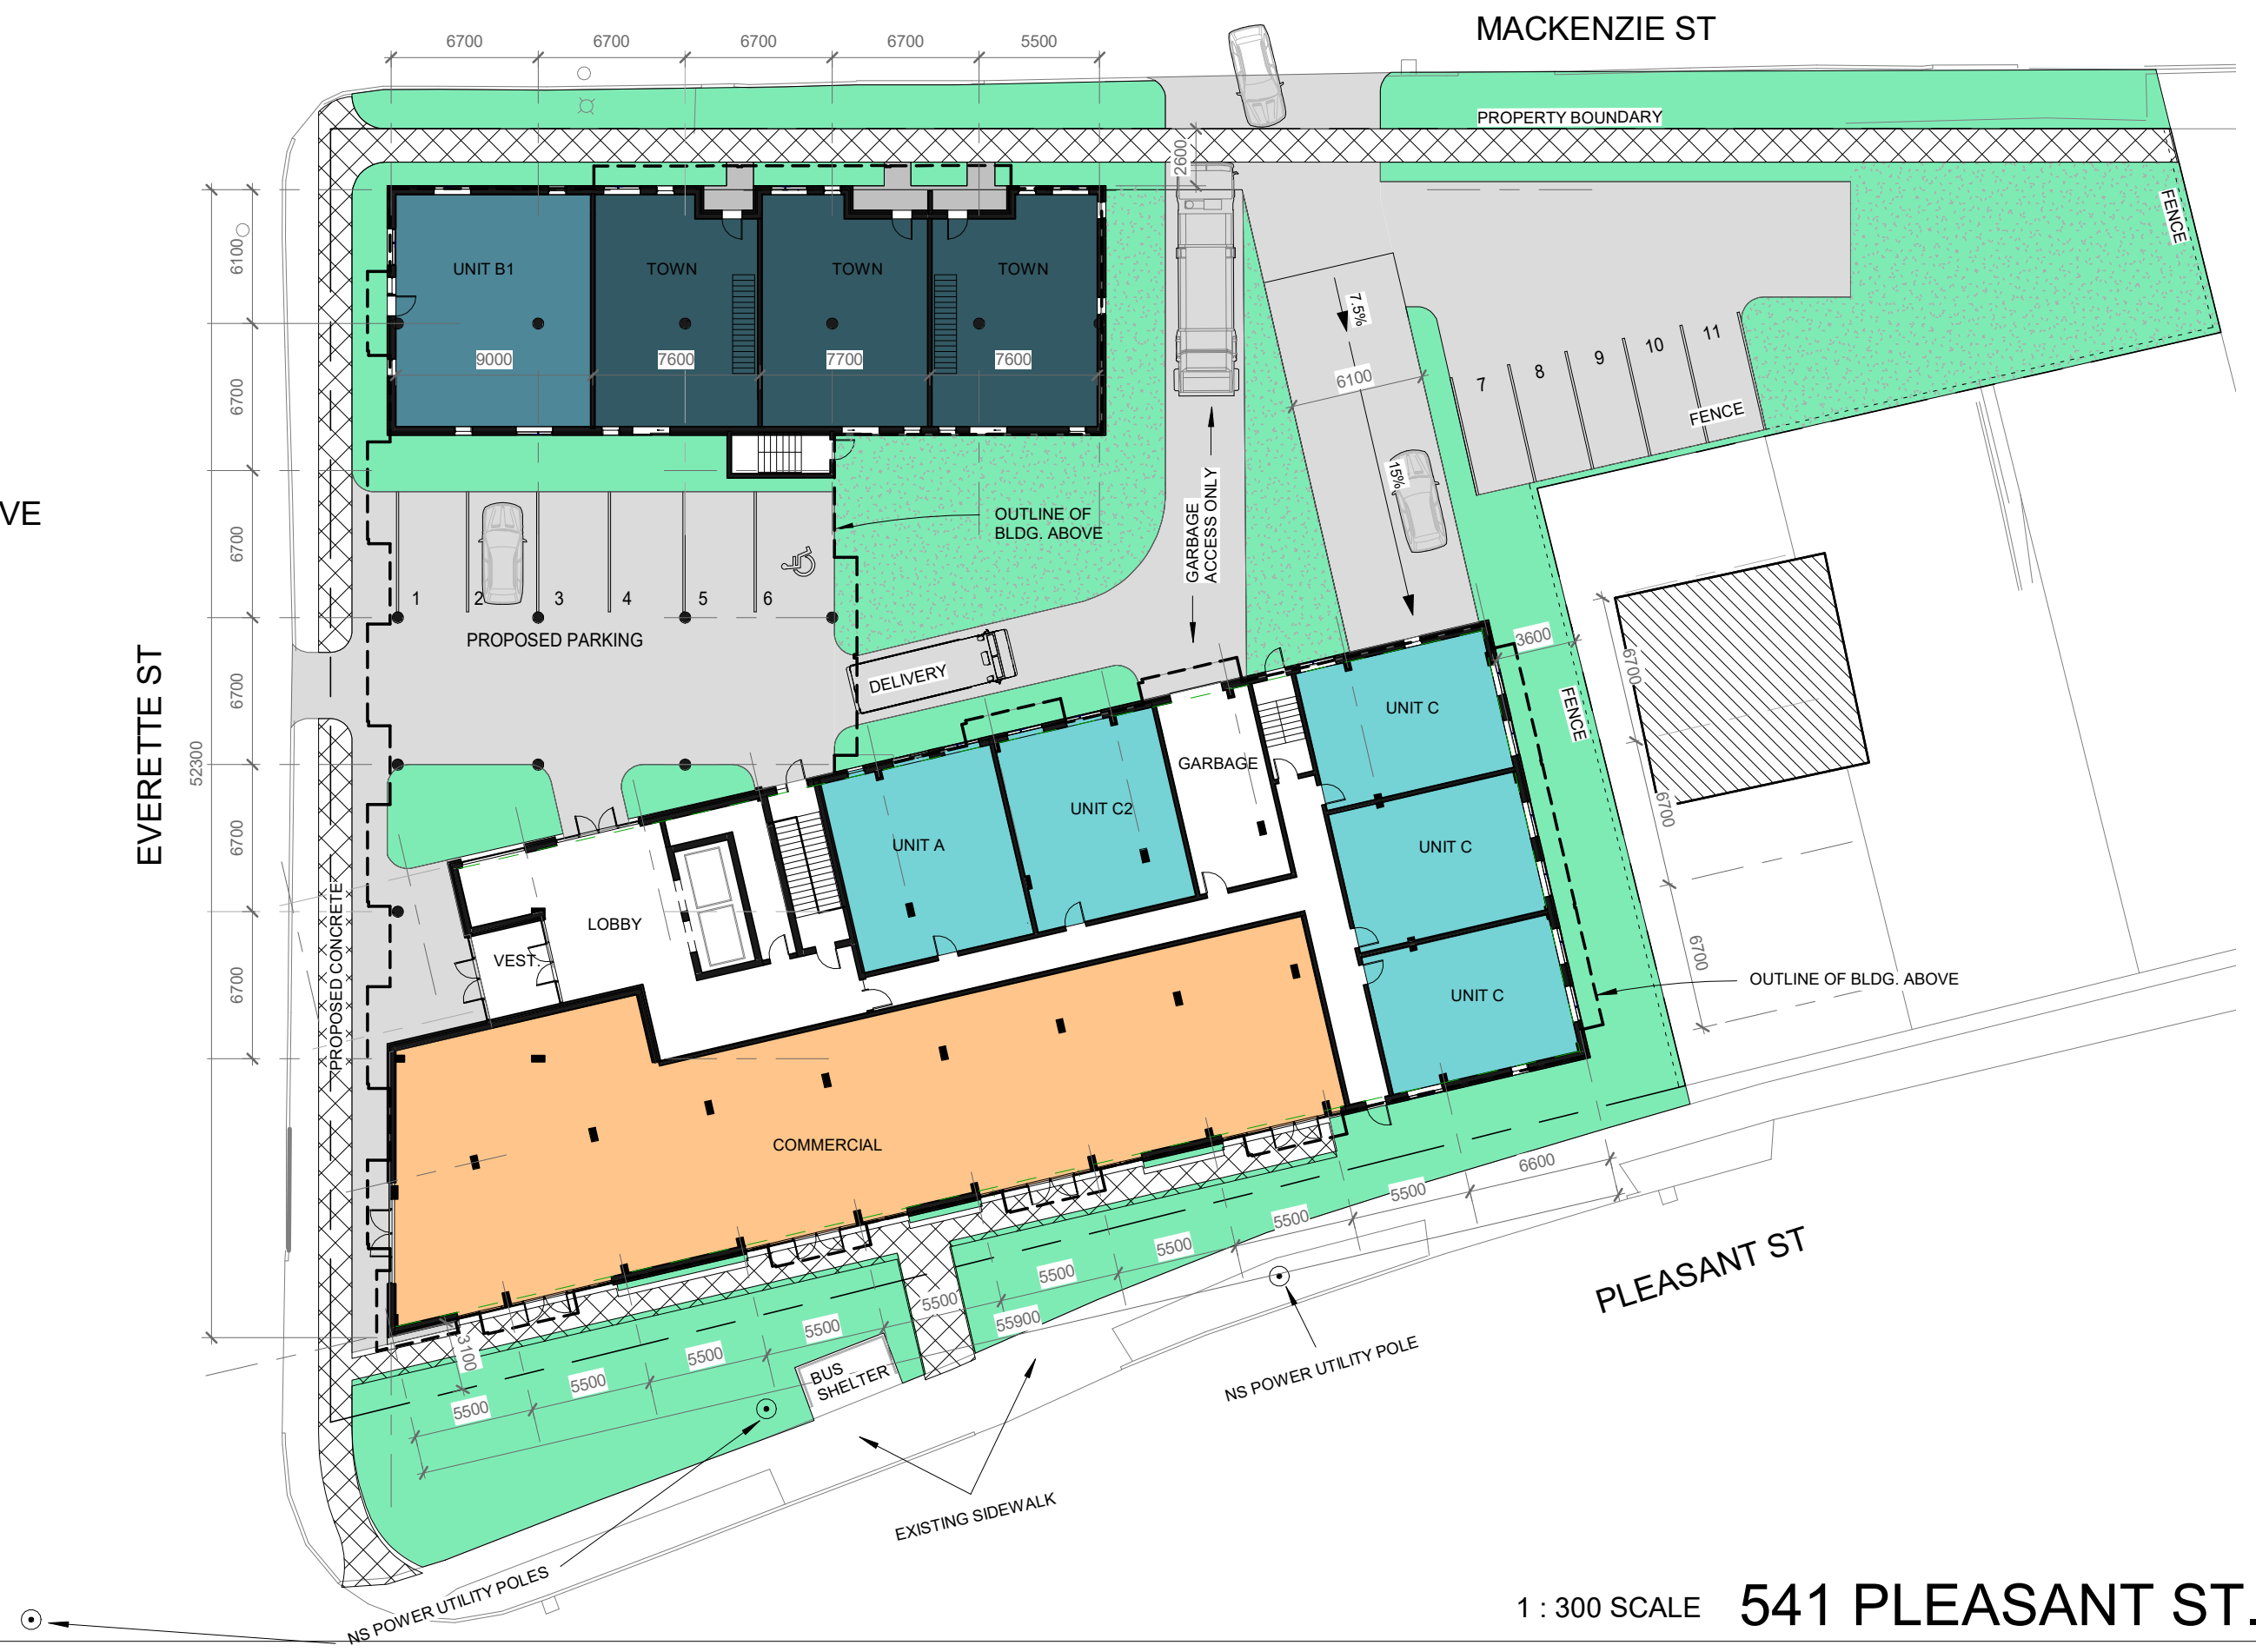 MACKENZIE ST
6700
6700
6700
6700
5500
PROPERTY BOUNDARY
2600
FENCE
6100
UNIT B1
TOWN
TOWN
TOWN
7.5%
9000
7600
7700
7600
6100
11
10
9
8
7
FENCE
6700
15%
VE
GARBAGE
ACCESS ONLY
OUTLINE OF
BLDG. ABOVE
6700
1
2
3
4
5
6
PROPOSED PARKING
3600
6700
6700
DELIVERY
EVERETTE ST
UNIT C
FENCE
52300
GARBAGE
6700
UNIT C2
6700
UNIT A
UNIT C
LOBBY
VEST.
PROPOSED CONCRETE
6700
6700
OUTLINE OF BLDG. ABOVE
UNIT C
COMMERCIAL
6600
5500
5500
5500
5500
5500
55900
5500
5500
5500
5500
3100
BUS
SHELTER
PLEASANT ST
NS POWER UTILITY POLE
EXISTING SIDEWALK
NS POWER UTILITY POLES
1 : 300 SCALE
541 PLEASANT ST.